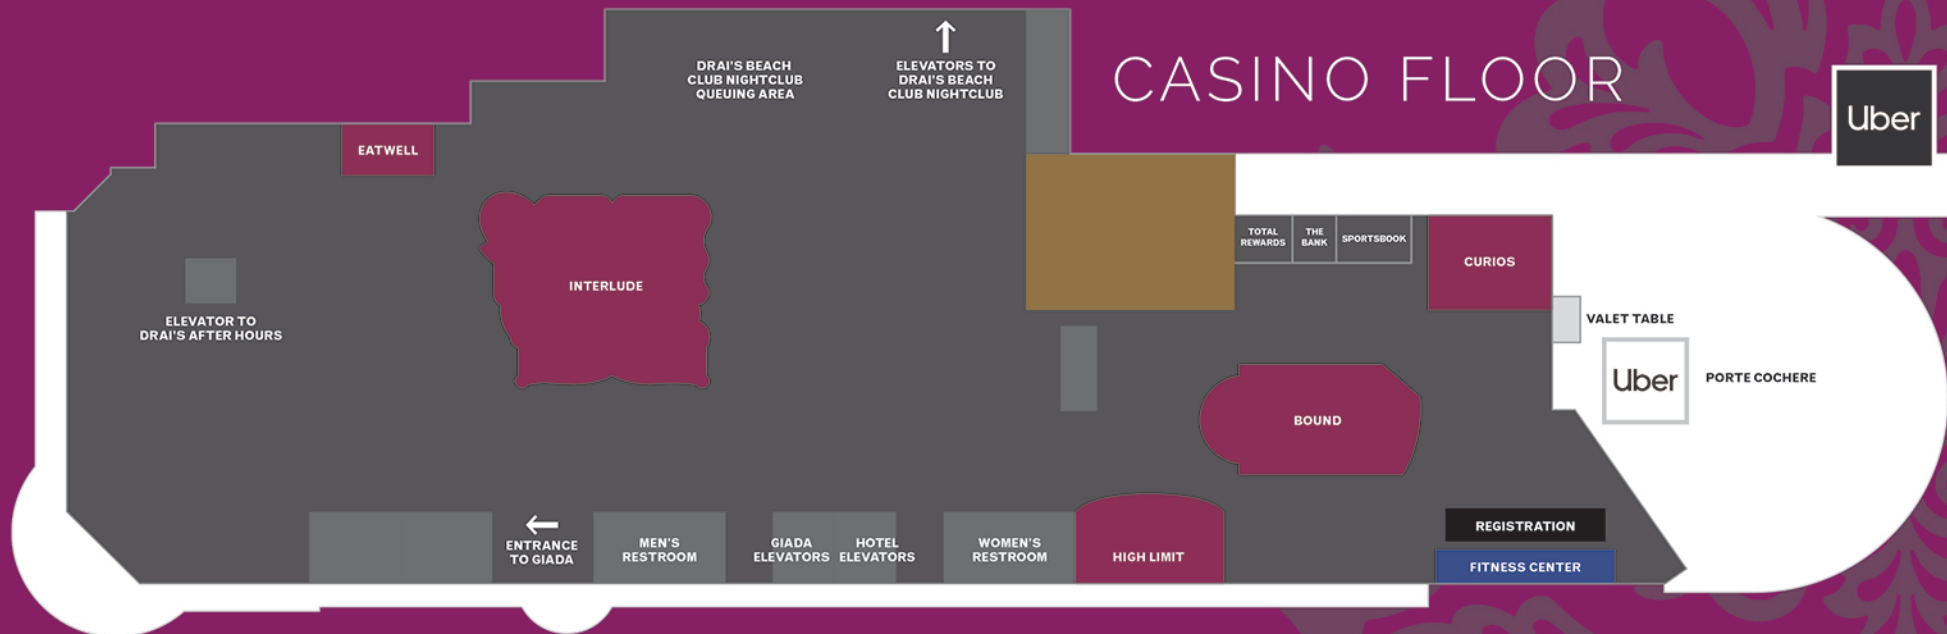 DRAI'S BEACH
CLUB NIGHTCLUB
QUEUING AREA
ELEVATORS TO
DRAI'S BEACH
CLUB NIGHTCLUB
CASINO FLOOR
Uber
EATWELL
TOTAL
REWARDS
THE
BANK
SPORTSBOOK
CURIOS
INTERLUDE
ELEVATOR TO
DRAI'S AFTER HOURS
VALET TABLE
Uber
PORTE COCHERE
BOUND
ENTRANCE
TO GIADA
MEN'S
RESTROOM
GIADA
ELEVATORS
HOTEL
ELEVATORS
WOMEN'S
RESTROOM
HIGH LIMIT
REGISTRATION
FITNESS CENTER